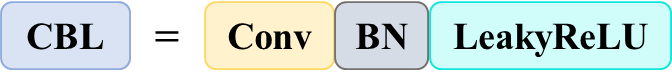 CBL = Conv BN LeakyReLU